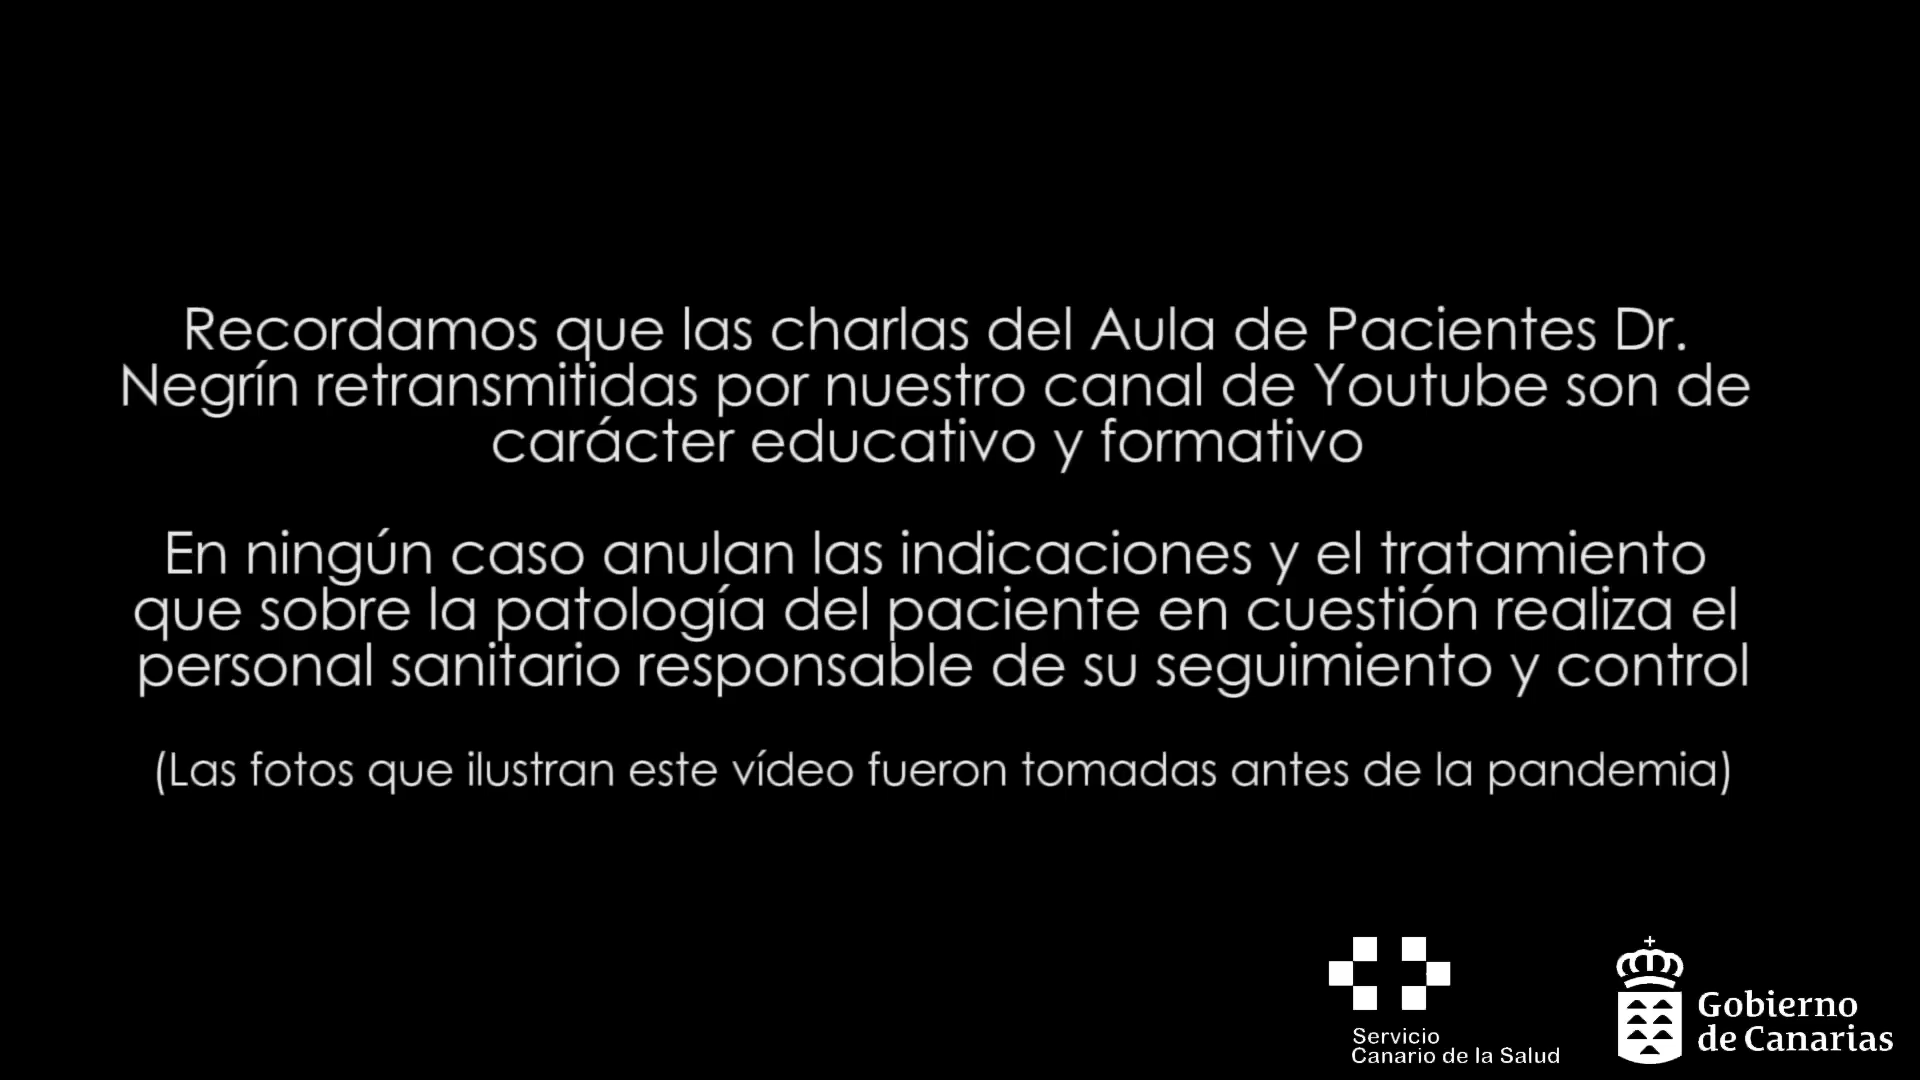 Recordamos que las charlas del Aula de Pacientes Dr.
Negrín retransmitidas por nuestro canal de Youtube son de
carácter educativo y formativo
En ningún caso anulan las indicaciones y el tratamiento
que sobre la patología del paciente en cuestión realiza el
personal sanitario responsable de su seguimiento y control
(Las fotos que ilustran este vídeo fueron tomadas antes de la pandemia)
Servicio
Canario de la Salud
Gobierno
de Canarias